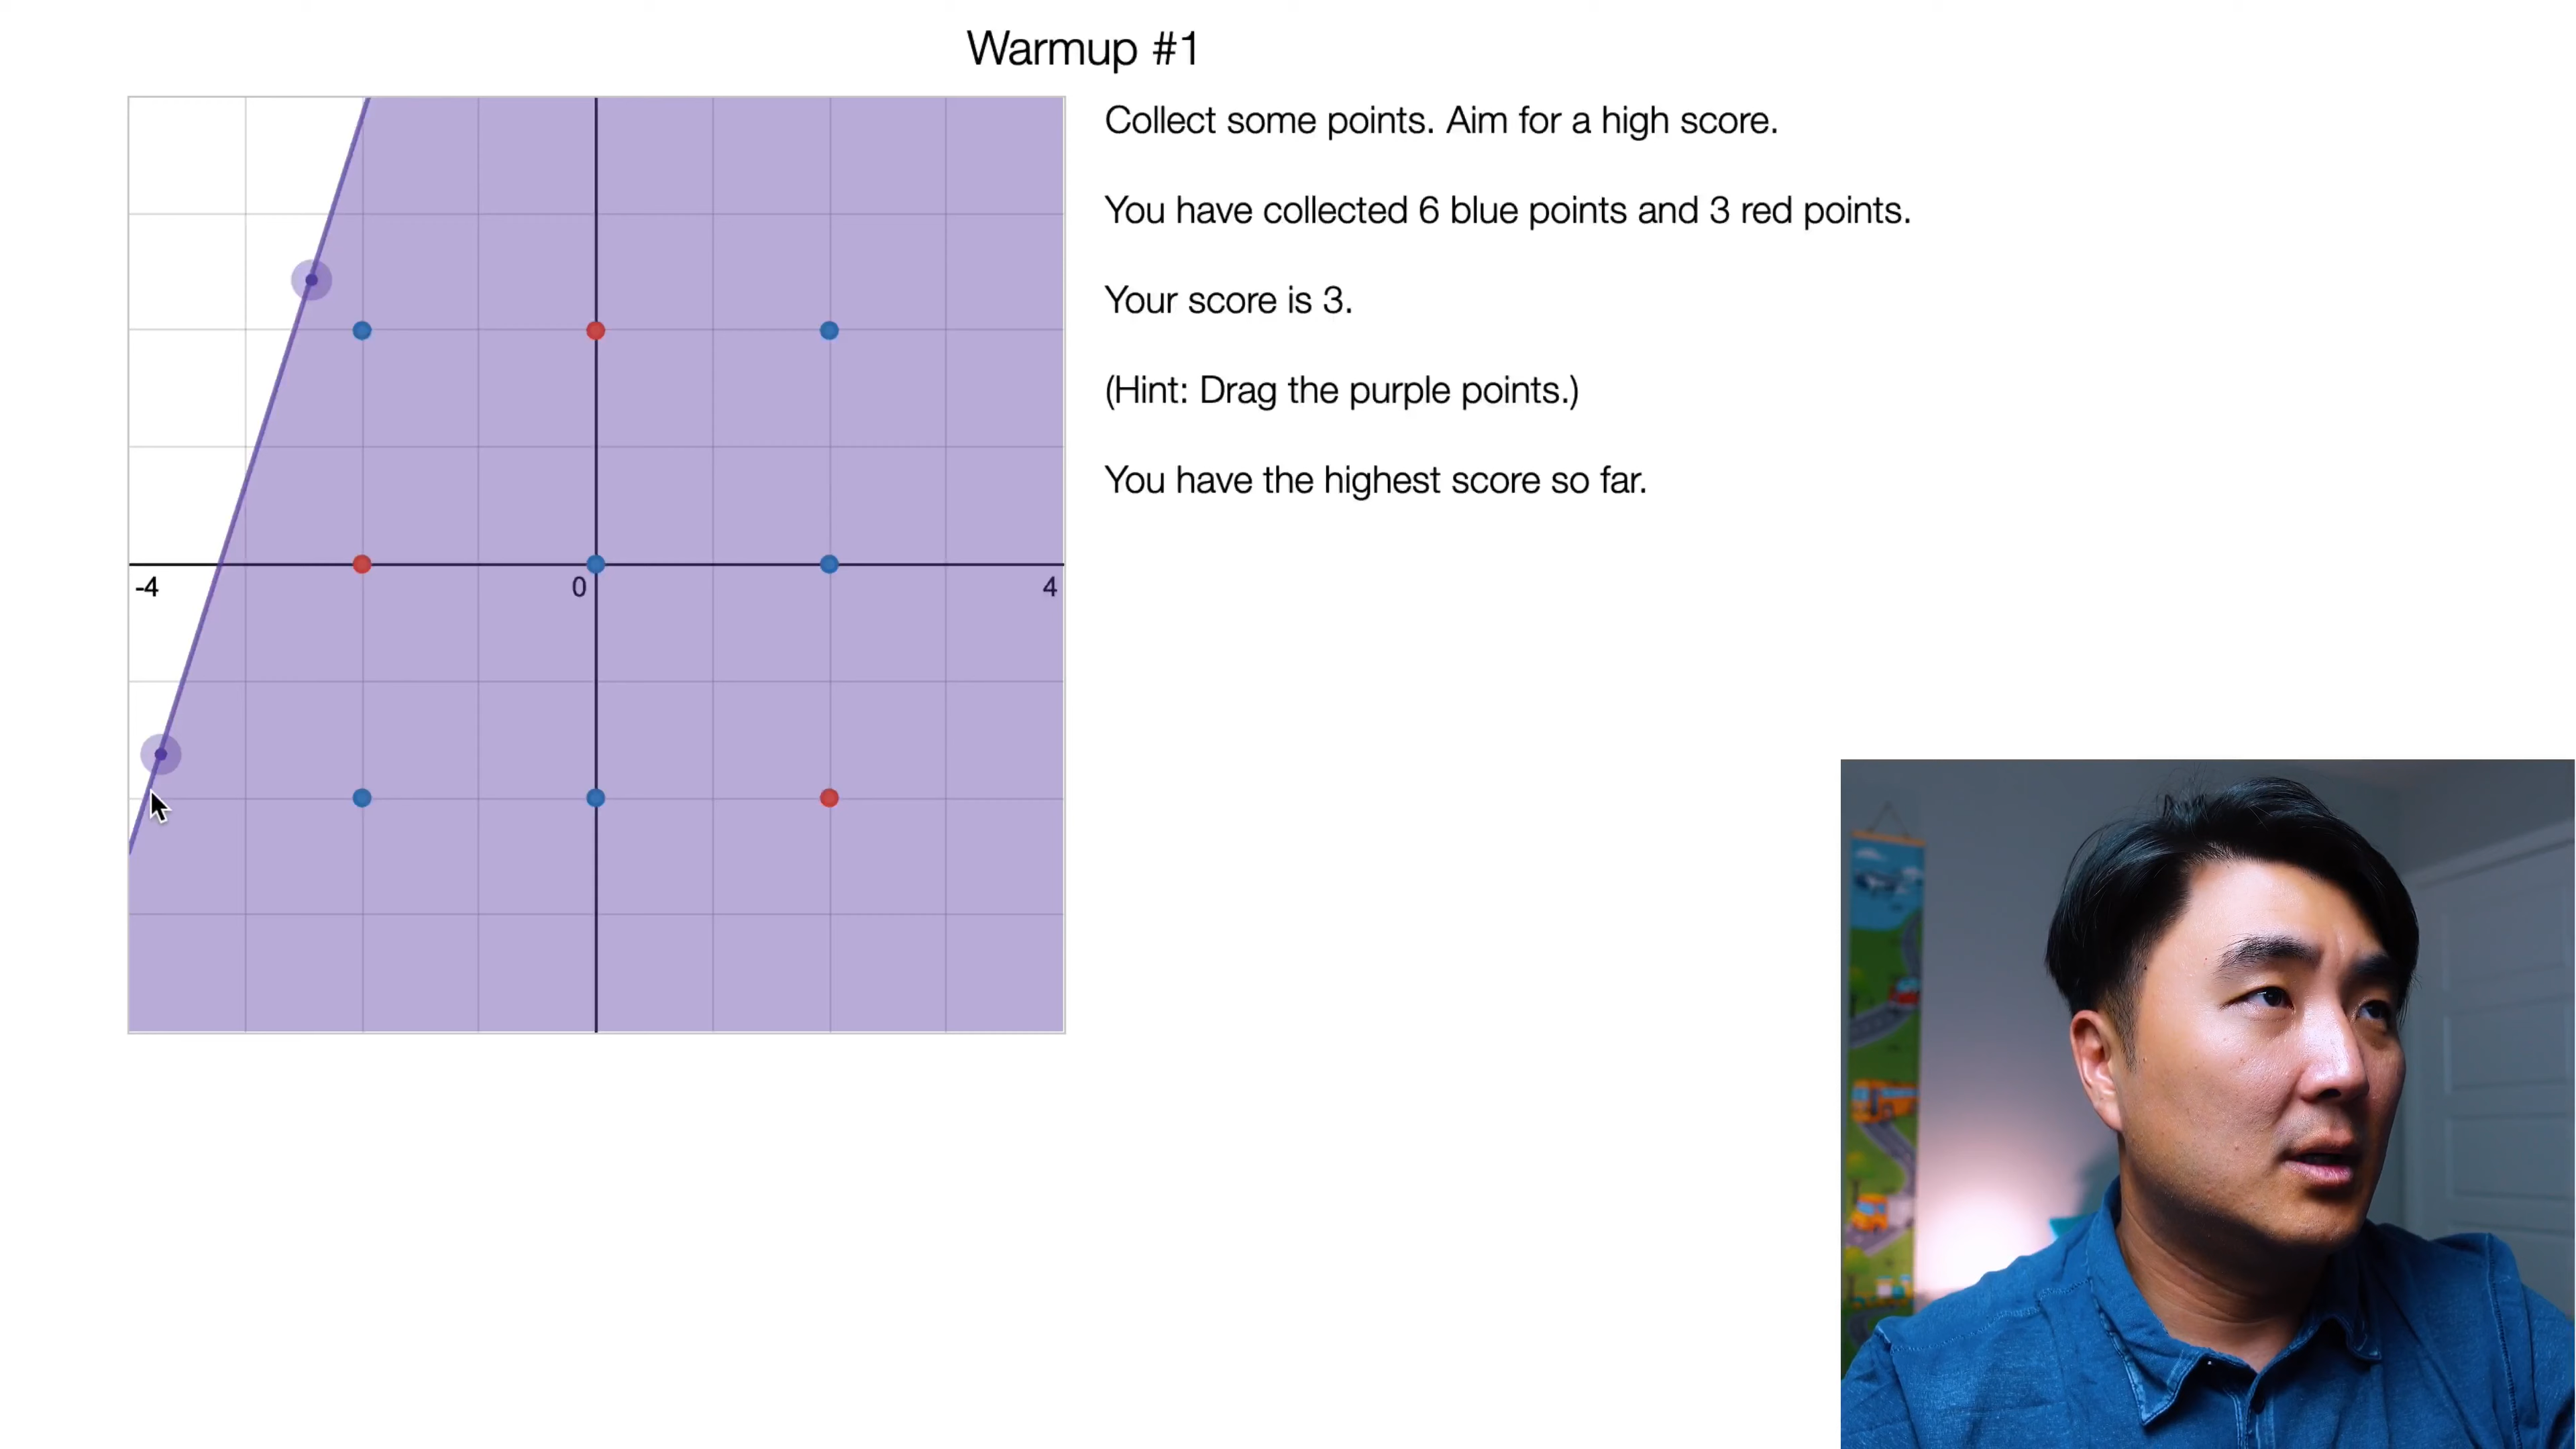 Warmup #1
Collect some points. Aim for a high score.
You have collected 6 blue points and 3 red points.
Your score is 3.
(Hint: Drag the purple points.)
You have the highest score so far.
-4 0 4